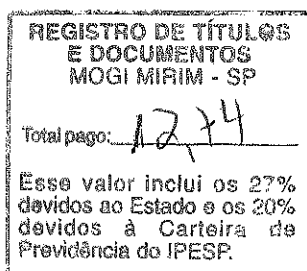 REGISTRO DE TÍTULOS
E DOCUMENTOS
MOGI MIRIM - SP
Total pago: 12,74
Esse valor inclui os 27%
devidos ao Estado e os 20%
devidos à Carteira de
Previdência do IPESP.